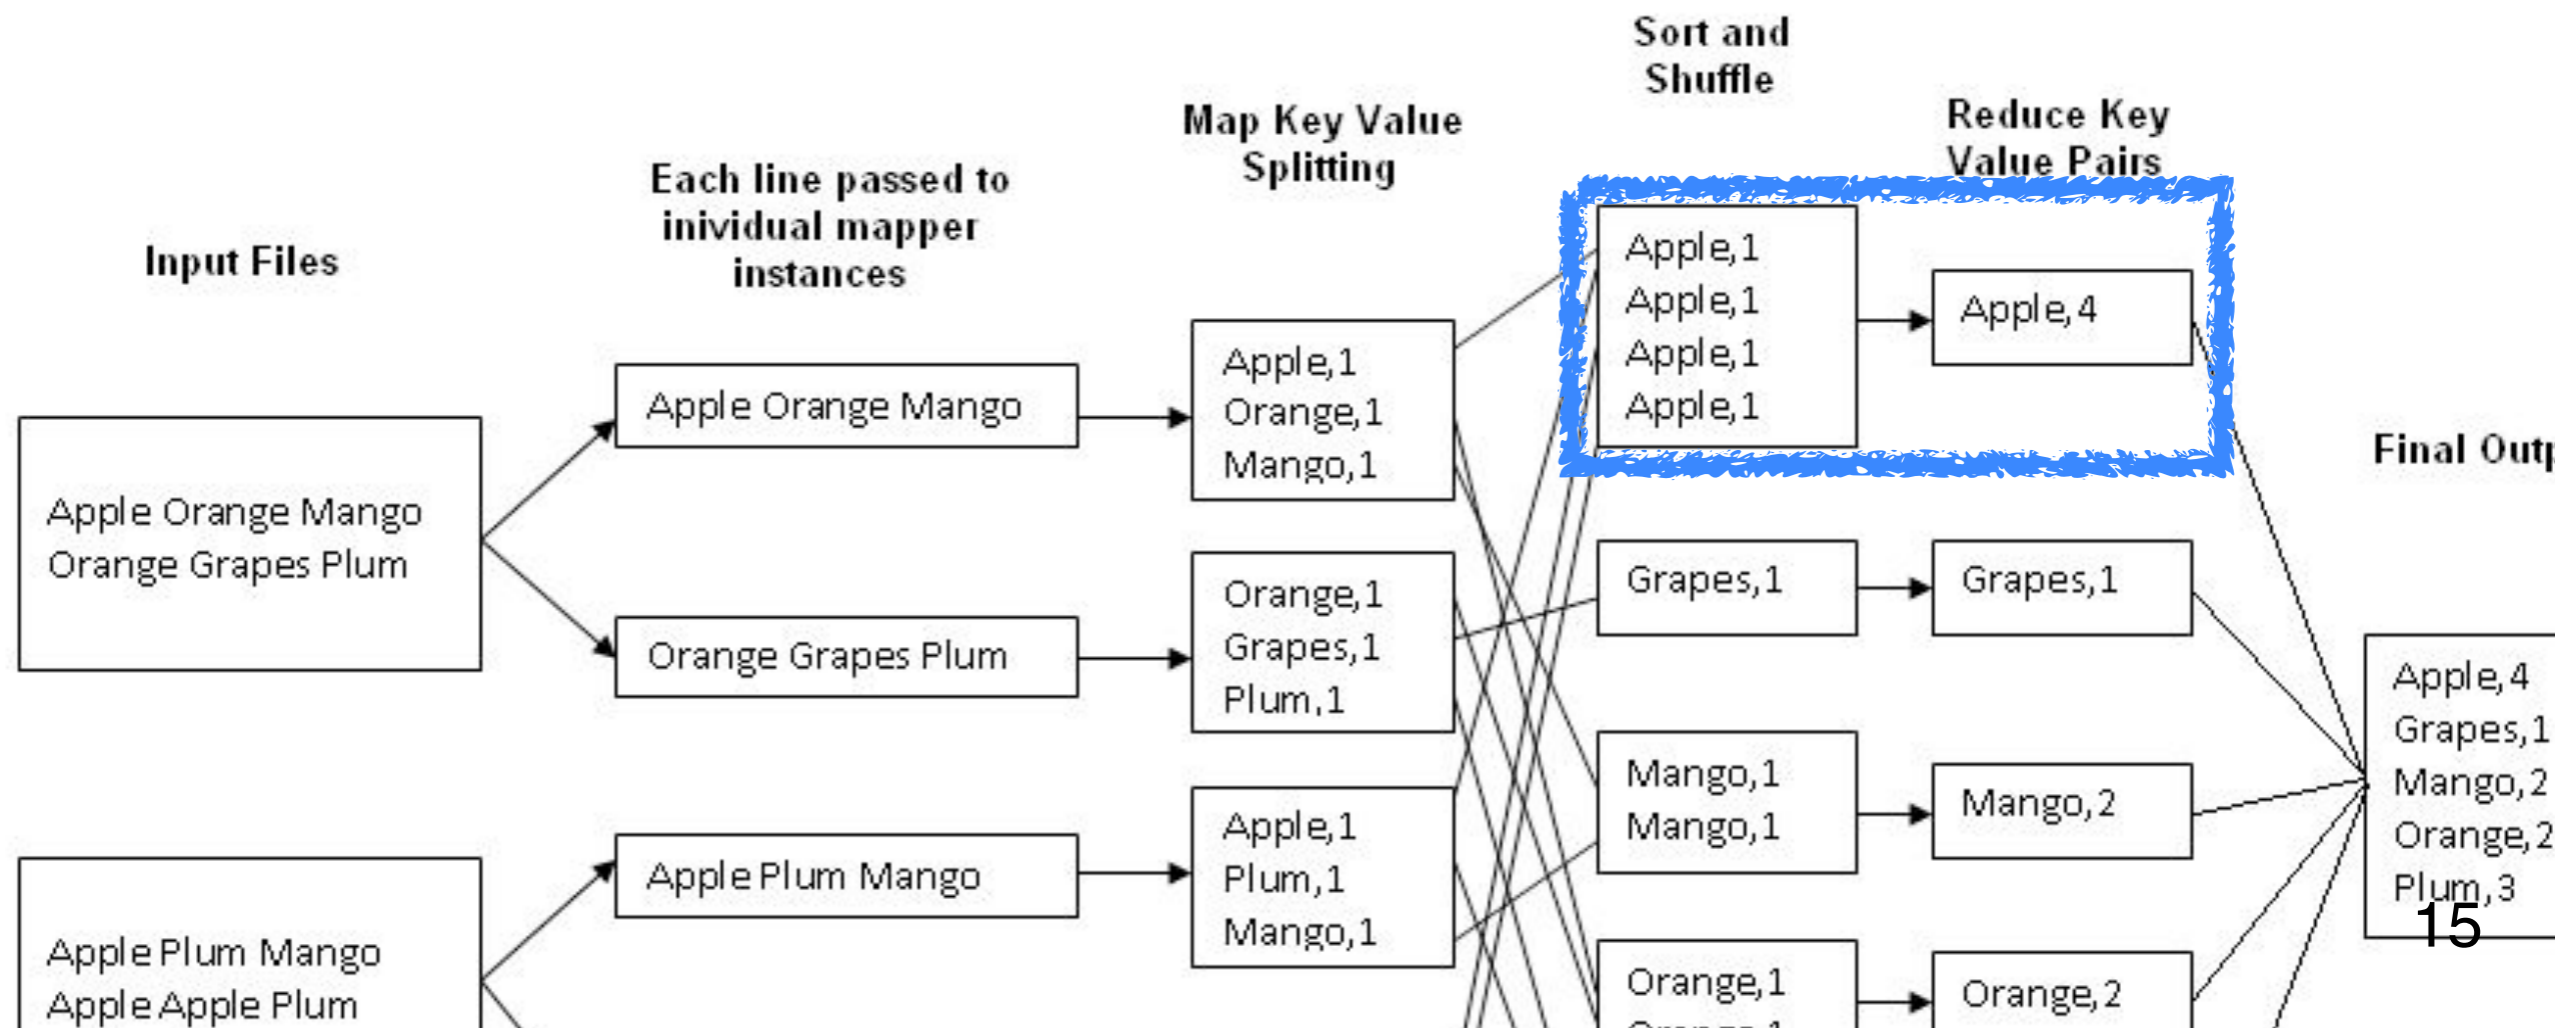 Input Files
Apple Orange Mango
Orange Grapes Plum
Apple Plum Mango
Apple Apple Plum
Each line passed to
inividual mapper
instances
Apple Orange Mango
Orange Grapes Plum
Apple Plum Mango
Map Key Value
Splitting
Apple,1
Orange,1
Mango,1
Orange,1
Grapes,1
Plum,1
Apple,1
Plum,1
Mango,1
Sort and
Shuffle
Apple,1
Apple,1
Apple,1
Apple,1
Grapes,1
Mango,1
Mango,1
Orange,1
Reduce Key
Value Pairs
Apple,4
Grapes,1
Mango,2
Orange,2
Final
Apple,4
Grapes,1
Mango,2
Orange,2
Plum,3
15